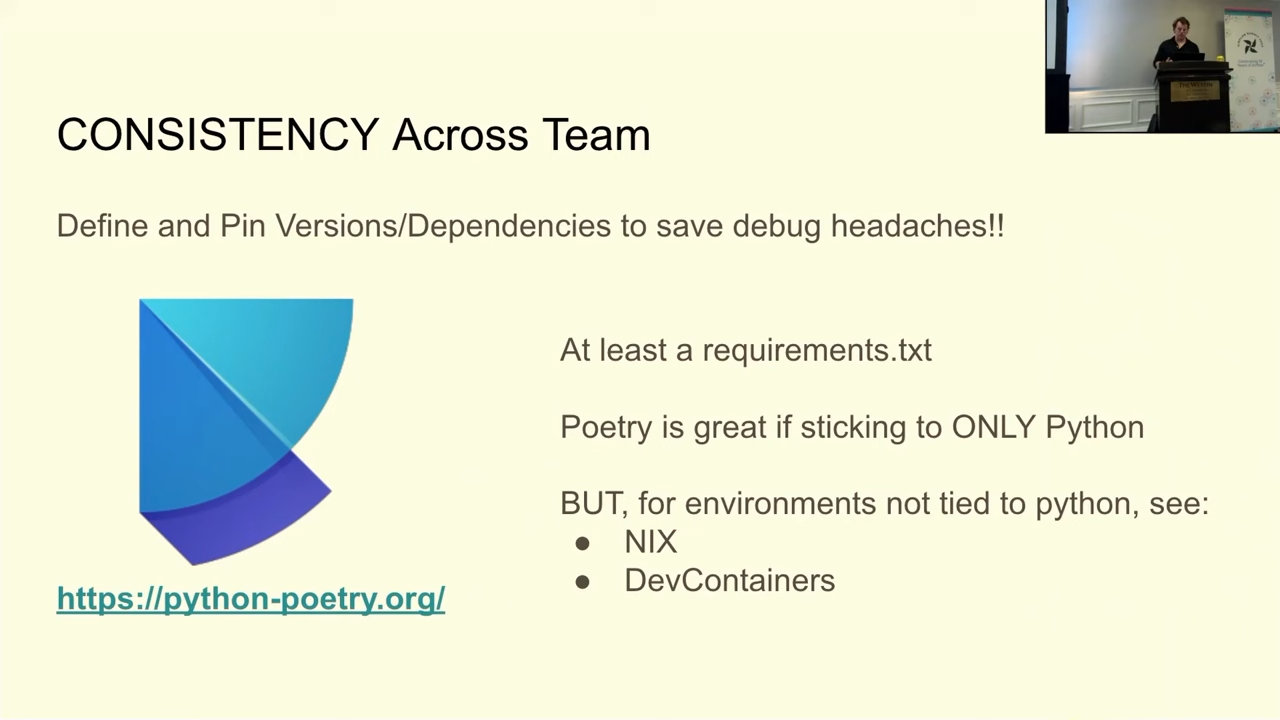 CONSISTENCY Across Team
Define and Pin Versions/Dependencies to save debug headaches!!
At least a requirements.txt
Poetry is great if sticking to ONLY Python
BUT, for environments not tied to python, see:
● NIX
● DevContainers
https://python-poetry.org/
THE WESTIN